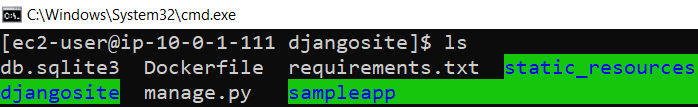 C:\Windows\System32\cmd.exe
[ec2-user@ip-10-0-1-111 djangosite]$ ls
db.sqlite3  Dockerfile  requirements.txt  static_resources
djangosite  manage.py   sampleapp